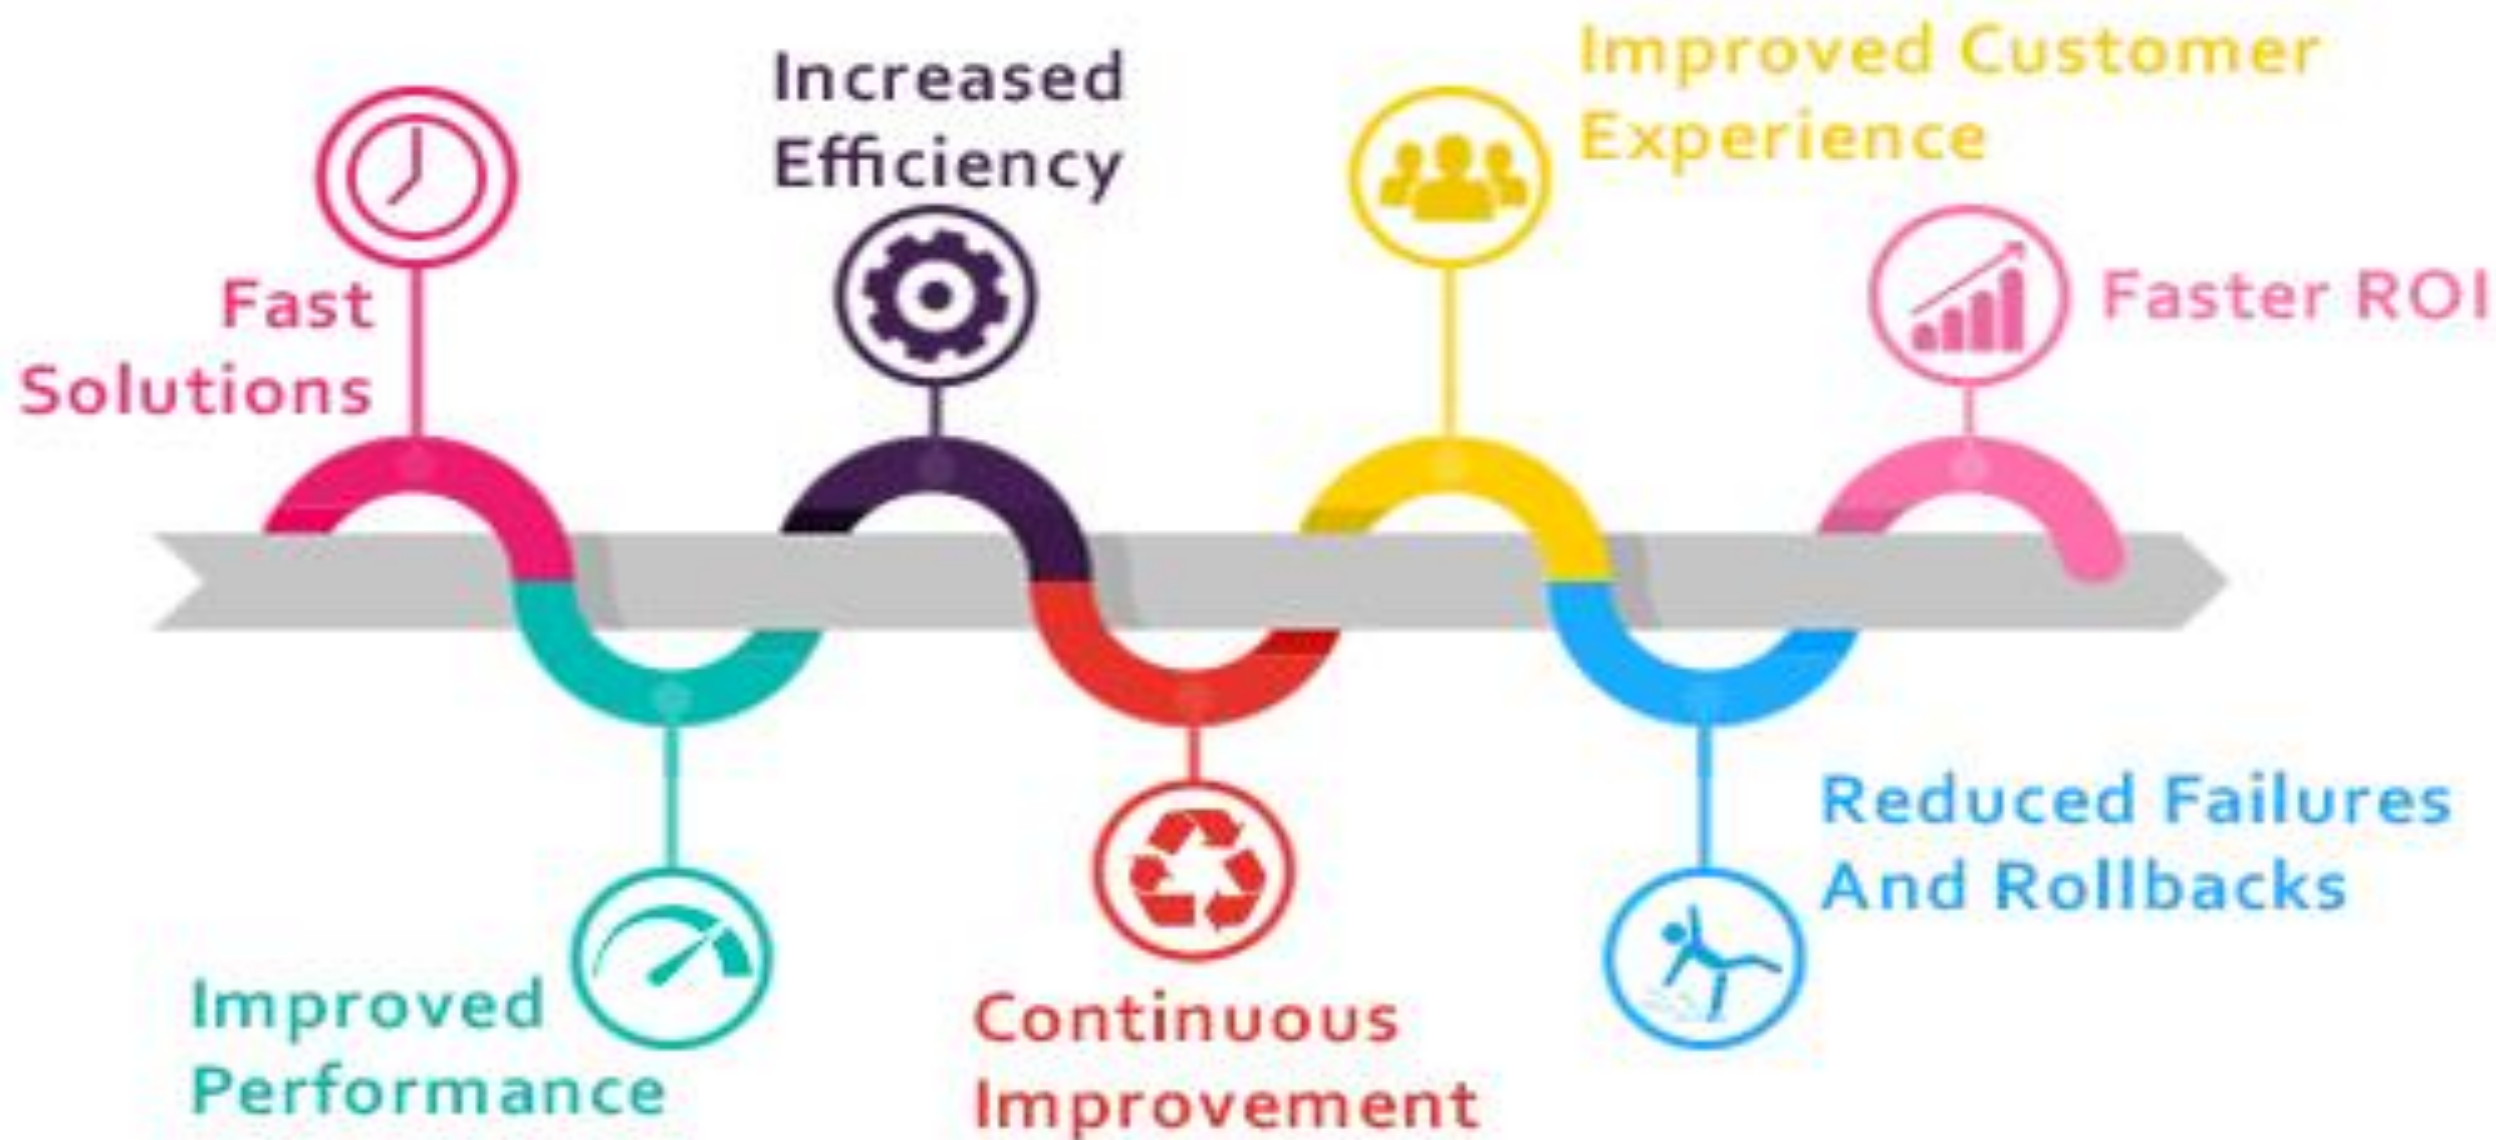 Fast
Solutions
Improved
Performance
Increased
Efficiency
Continuous
Improvement
Improved Customer
Experience
Reduced Failures
And Rollbacks
Faster ROI